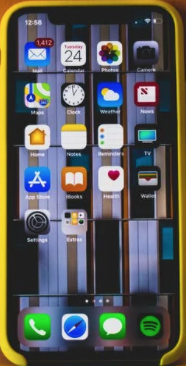 12:58
1,412
Tuesday
24
Mail Calendar Photos Camera
Maps Clock Weather News
Home Notes Reminders TV
App Store iBooks Health Wallet
Settings Extras